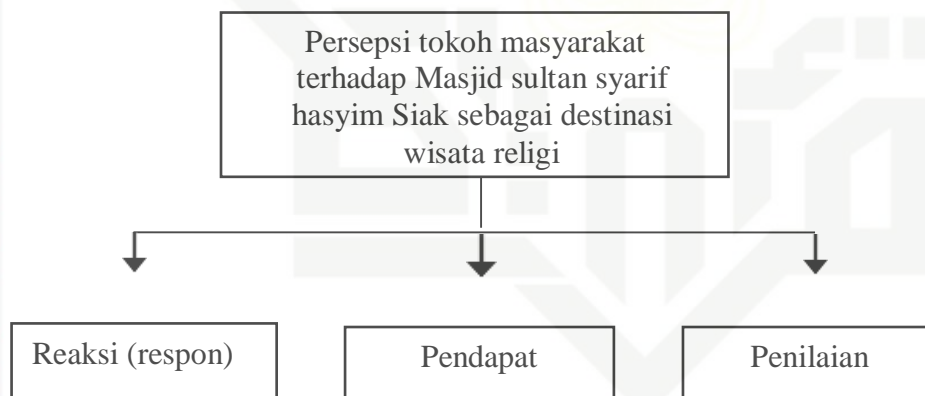 Persepsi tokoh masyarakat
terhadap Masjid sultan syarif
hasyim Siak sebagai destinasi
wisata religi
Reaksi (respon)
Pendapat
Penilaian